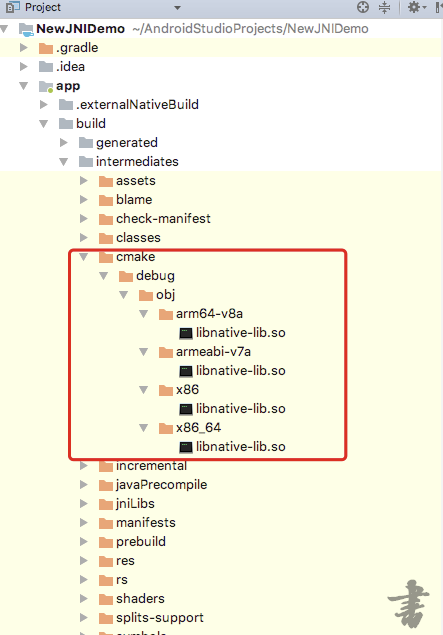 Project
NewJNIDemo ~/AndroidStudioProjects/NewJNIDemo
.gradle
.idea
app
.externalNativeBuild
build
generated
intermediates
assets
blame
check-manifest
classes
cmake
debug
obj
arm64-v8a
libnative-lib.so
armeabi-v7a
libnative-lib.so
x86
libnative-lib.so
x86_64
libnative-lib.so
incremental
javaPrecompile
jniLibs
manifests
prebuild
res
rs
shaders
splits-support
symbols
書